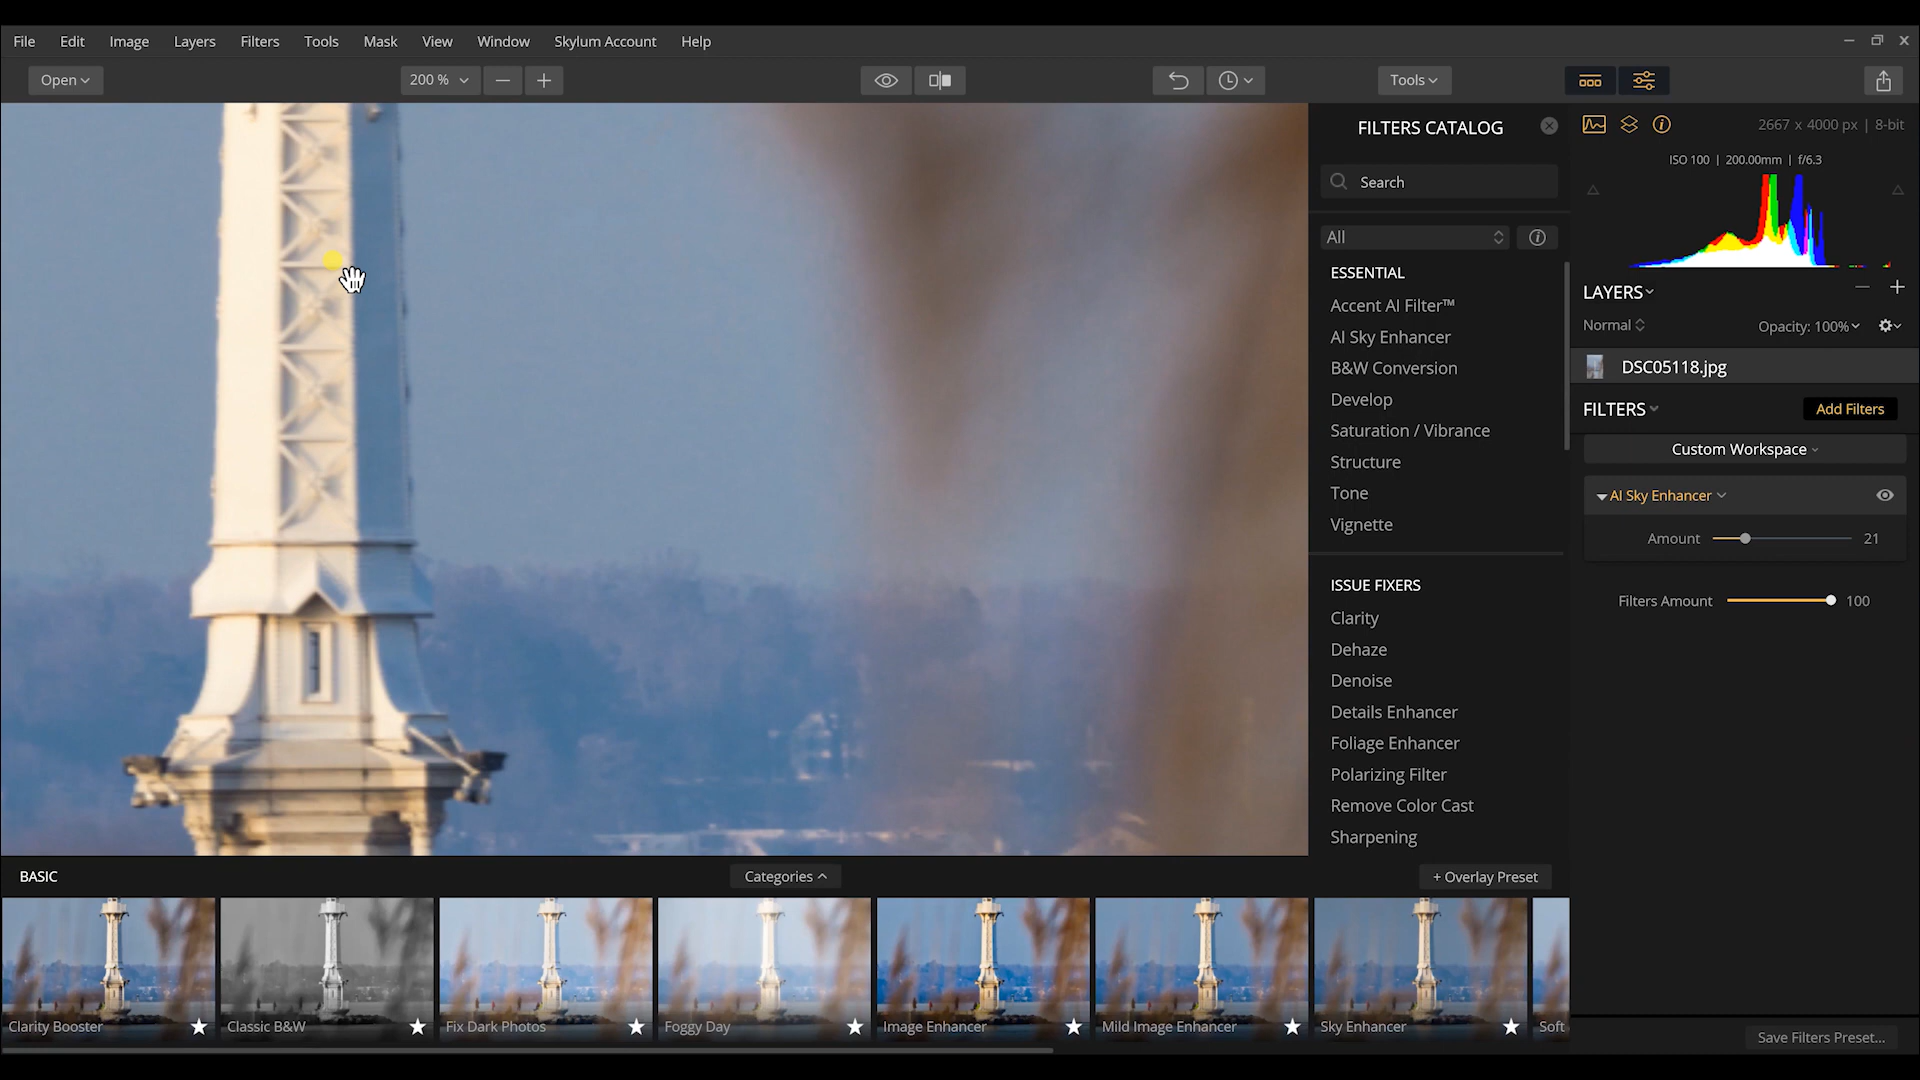 File Edit Image Layers Filters Tools Mask View Window Skylum Account Help
Open 200 % Tools
FILTERS CATALOG
Search
All
ESSENTIAL
Accent AI Filter™
AI Sky Enhancer
B&W Conversion
Develop
Saturation / Vibrance
Structure
Tone
Vignette
ISSUE FIXERS
Clarity
Dehaze
Denoise
Details Enhancer
Foliage Enhancer
Polarizing Filter
Remove Color Cast
Sharpening
2667 x 4000 px | 8-bit
ISO 100 | 200.00mm | f/6.3
LAYERS
Normal Opacity: 100%
DSC05118.jpg
FILTERS Add Filters
Custom Workspace
AI Sky Enhancer
Amount 21
Filters Amount 100
BASIC Categories + Overlay Preset
Clarity Booster Classic B&W Fix Dark Photos Foggy Day Image Enhancer Mild Image Enhancer Sky Enhancer Soft
Save Filters Preset...